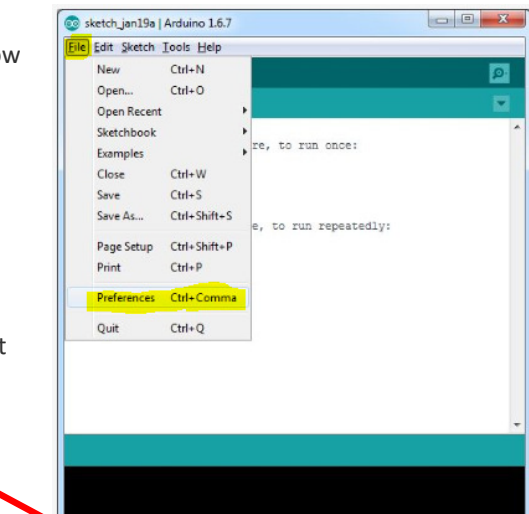 sketch_jan19a | Arduino 1.6.7
ow
File Edit Sketch Tools Help
New Ctrl+N
Open... Ctrl+O
Open Recent
Sketchbook
Examples
re, to run once:
Close Ctrl+W
Save Ctrl+S
Save As... Ctrl+Shift+S
e, to run repeatedly:
Page Setup Ctrl+Shift+P
Print Ctrl+P
Preferences Ctrl+Comma
Quit Ctrl+Q
t